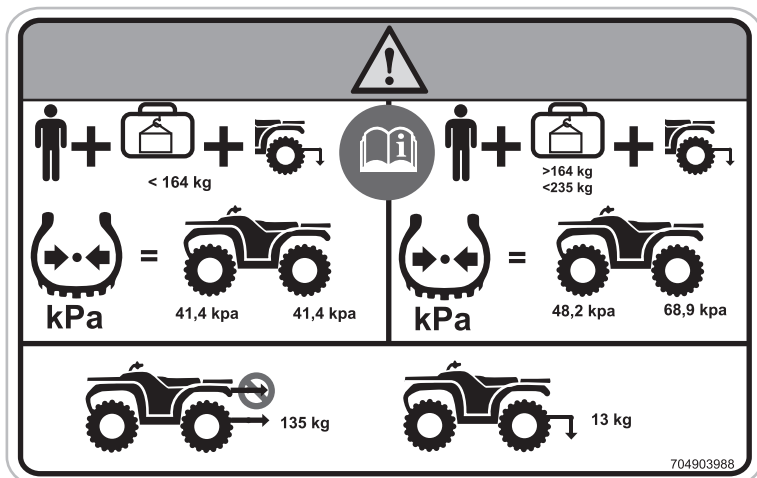 !
i
< 164 kg
>164 kg
<235 kg
kPa
41,4 kpa 41,4 kpa
kPa
48,2 kpa 68,9 kpa
135 kg
13 kg
704903988